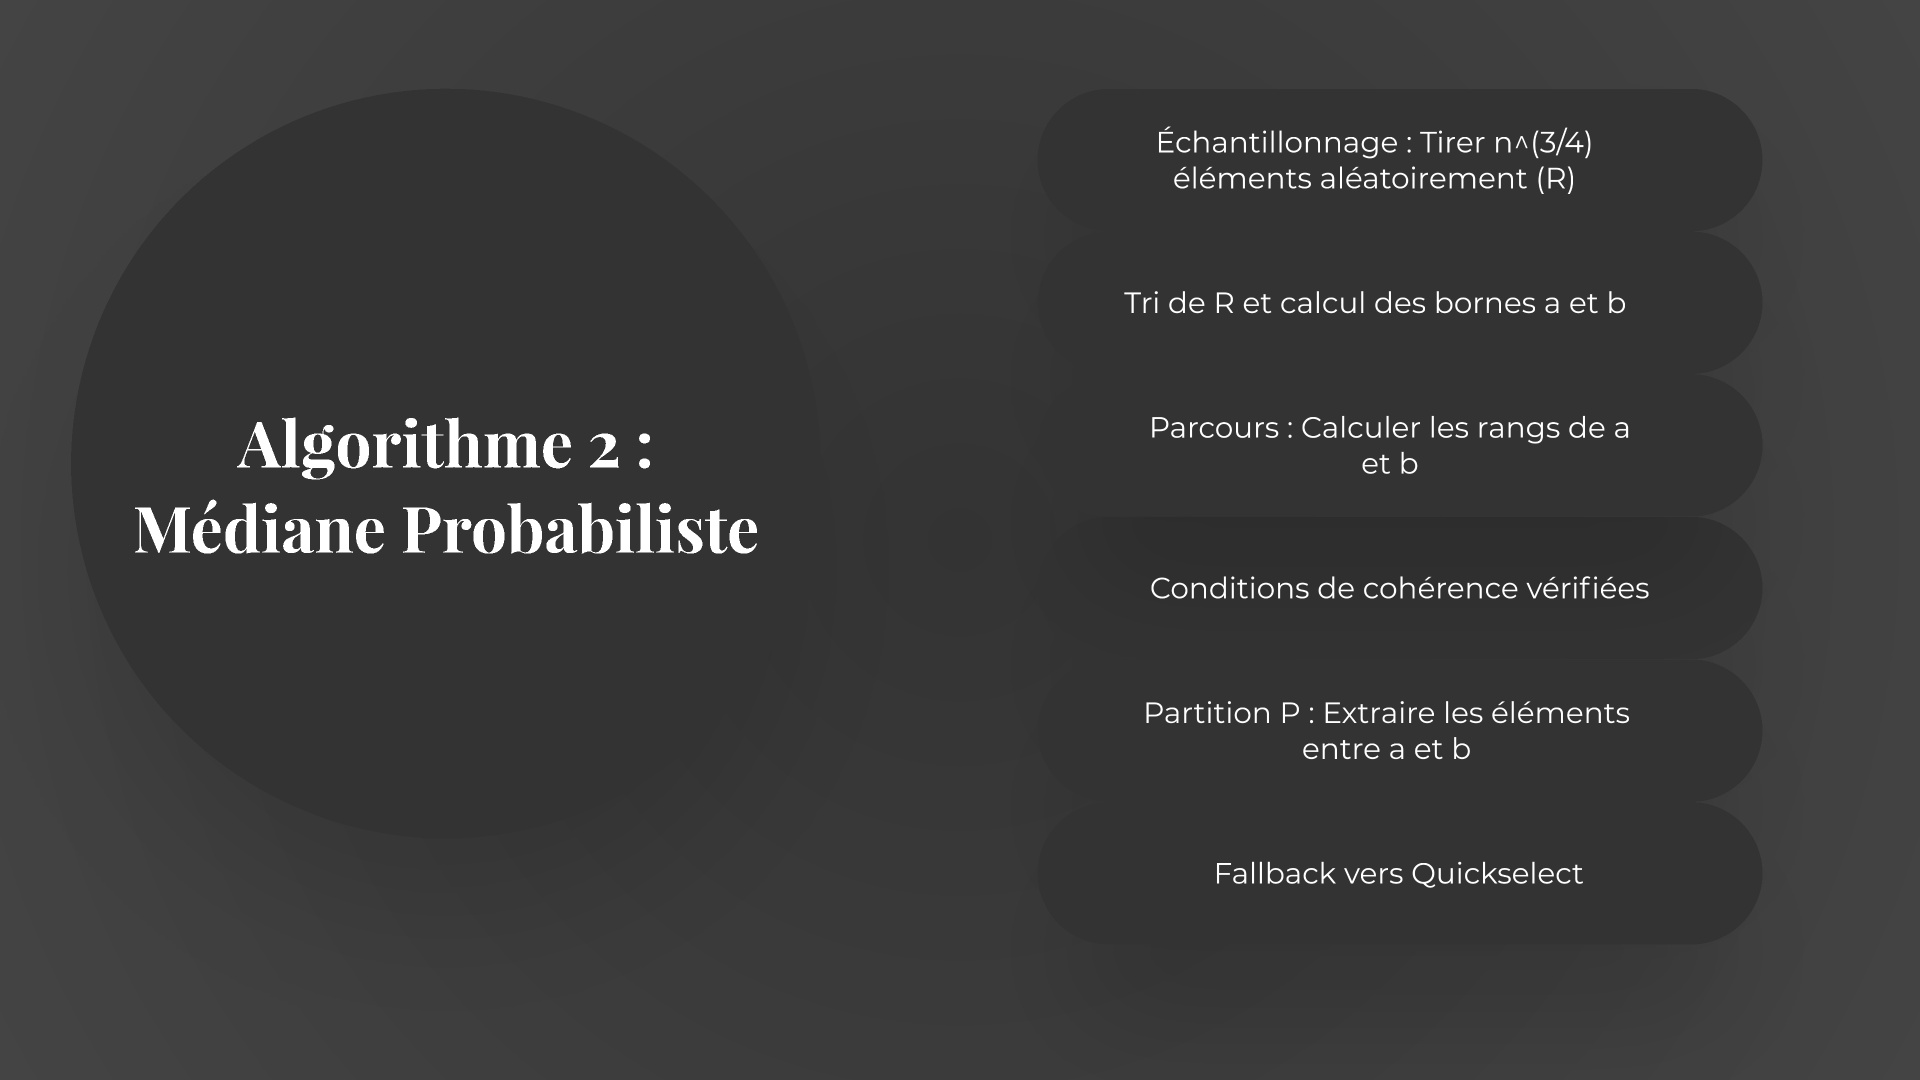 Algorithme 2 :
Médiane Probabiliste
Échantillonnage : Tirer n^(3/4)
éléments aléatoirement (R)
Tri de R et calcul des bornes a et b
Parcours : Calculer les rangs de a
et b
Conditions de cohérence vérifiées
Partition P : Extraire les éléments
entre a et b
Fallback vers Quickselect